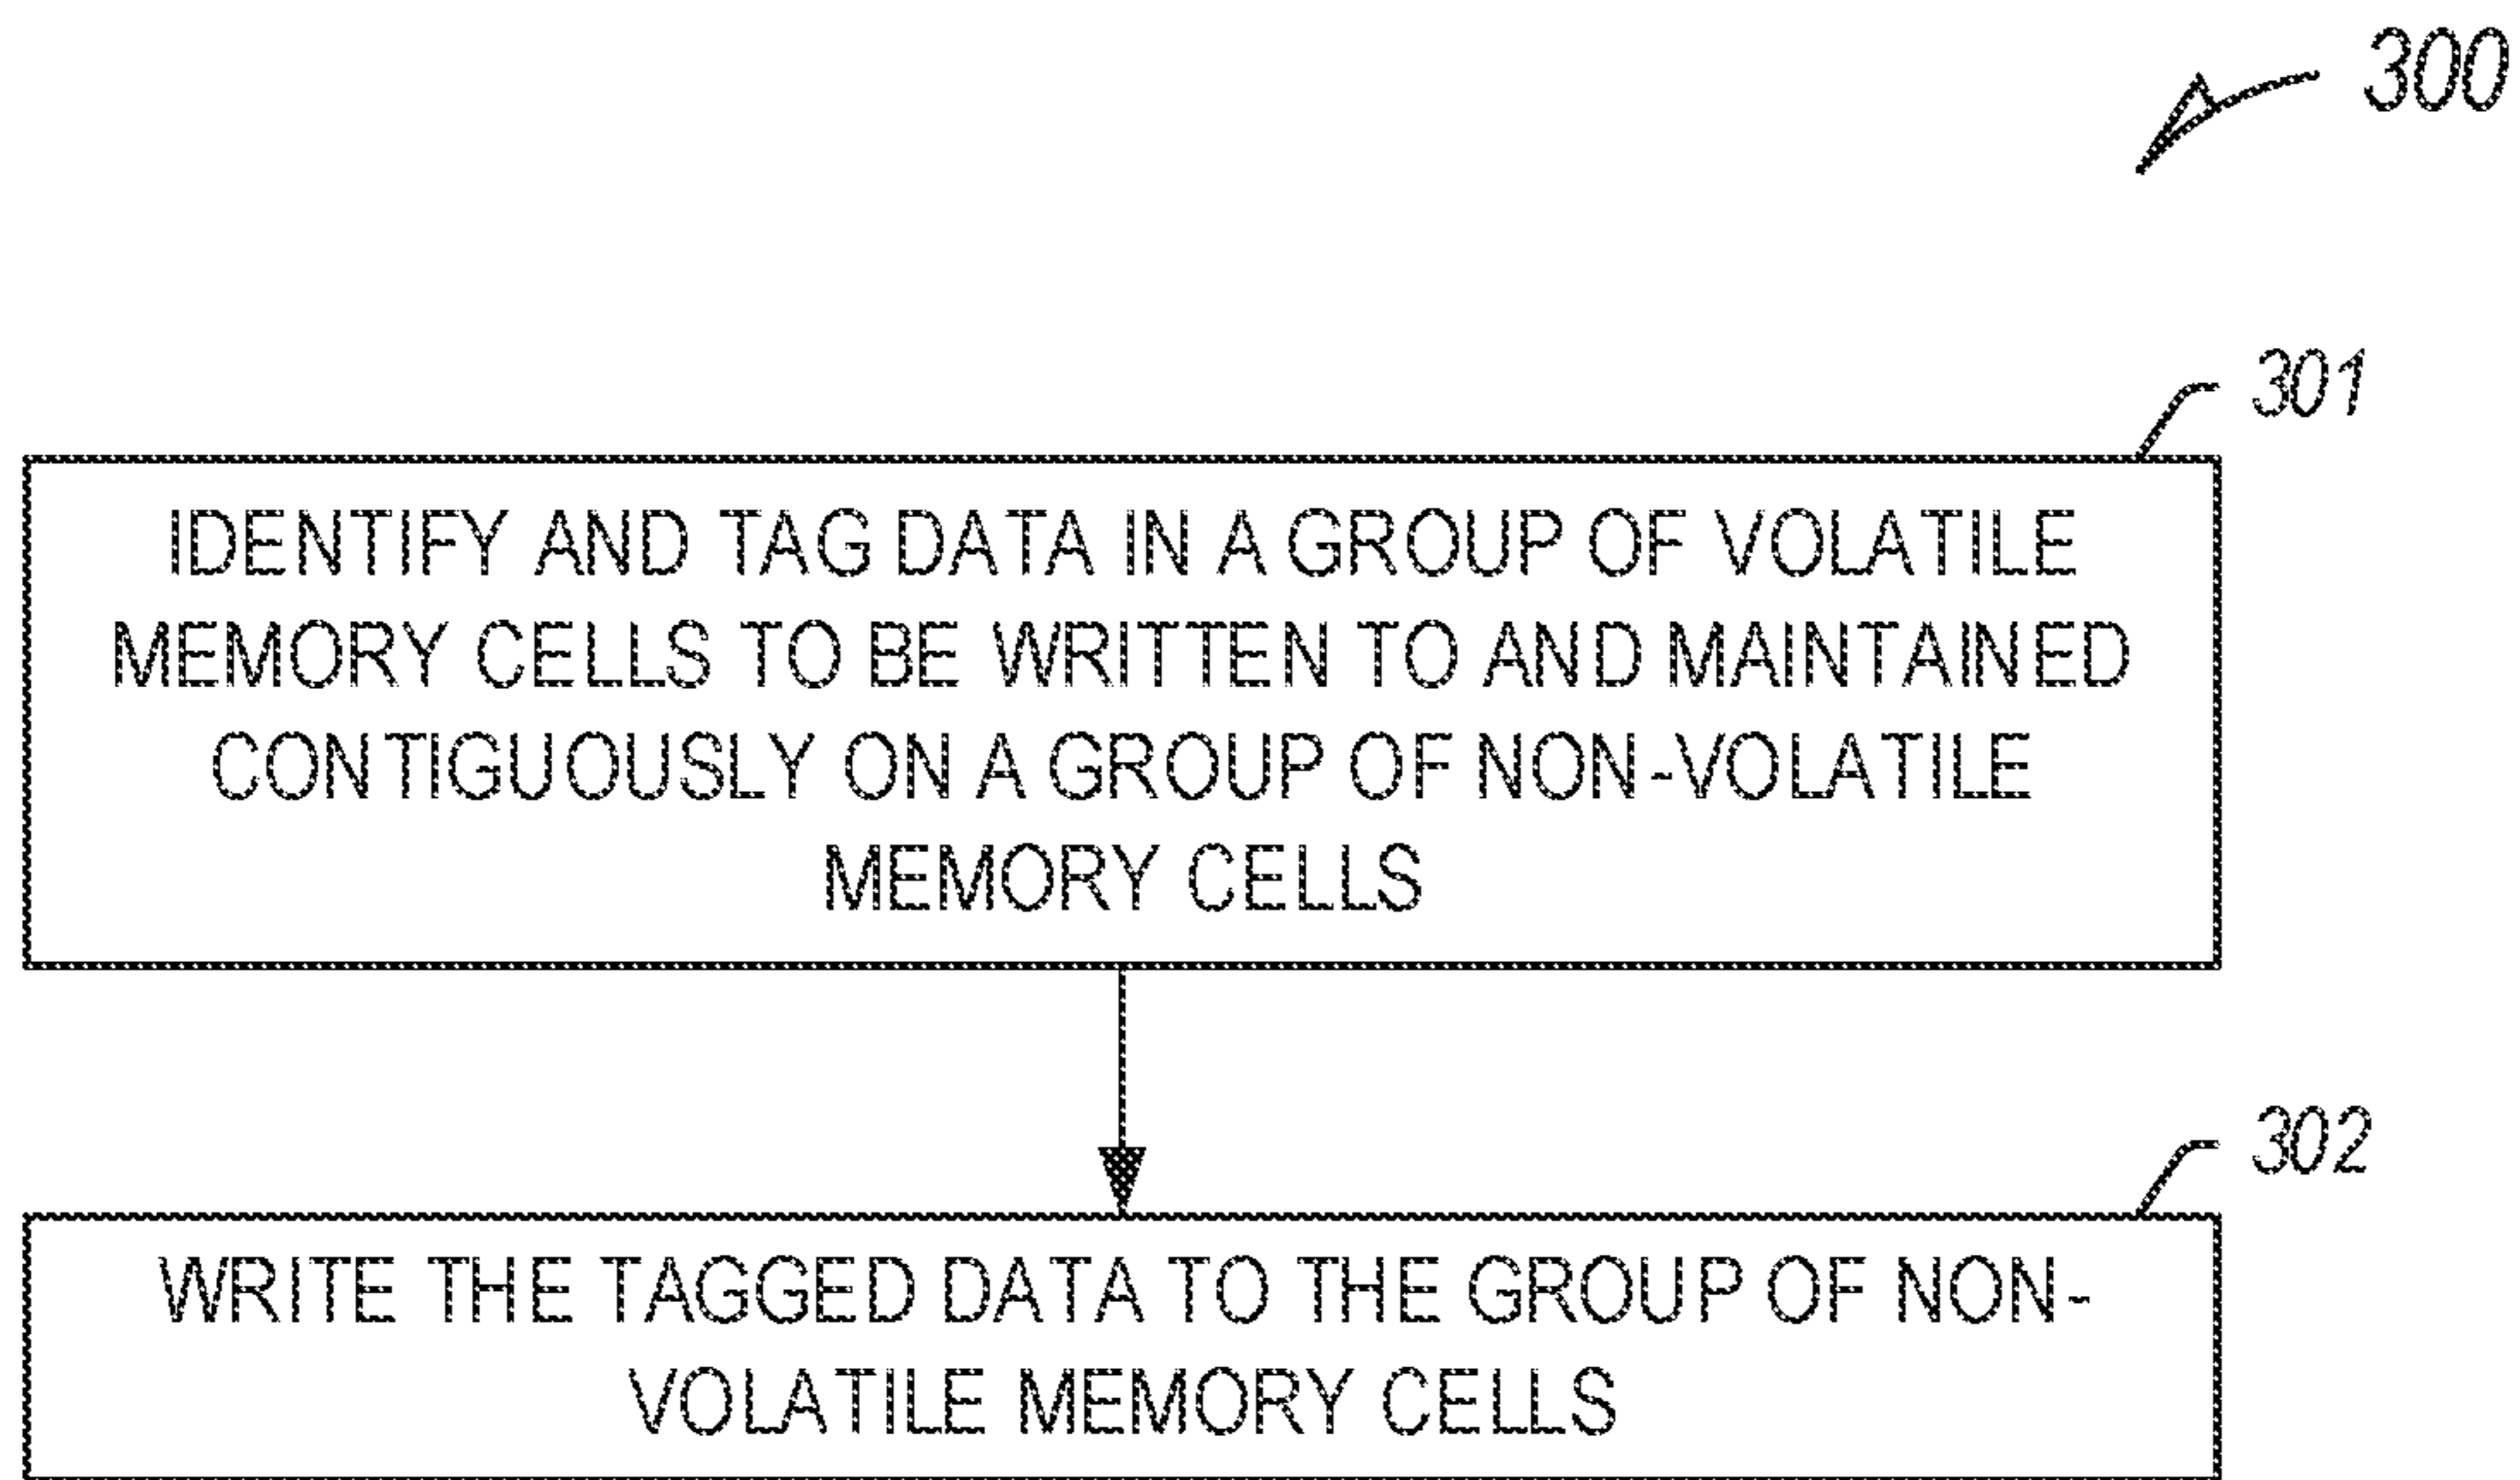 300
301
IDENTIFY AND TAG DATA IN A GROUP OF VOLATILE
MEMORY CELLS TO BE WRITTEN TO AND MAINTAINED
CONTIGUOUSLY ON A GROUP OF NON-VOLATILE
MEMORY CELLS
302
WRITE THE TAGGED DATA TO THE GROUP OF NON-
VOLATILE MEMORY CELLS